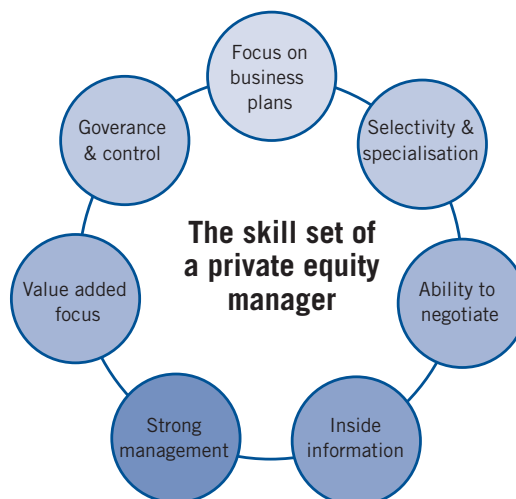 Focus on
business
plans
Selectivity &
specialisation
Ability to
negotiate
Inside
information
Strong
management
Value added
focus
Goverance
& control
The skill set of
a private equity
manager